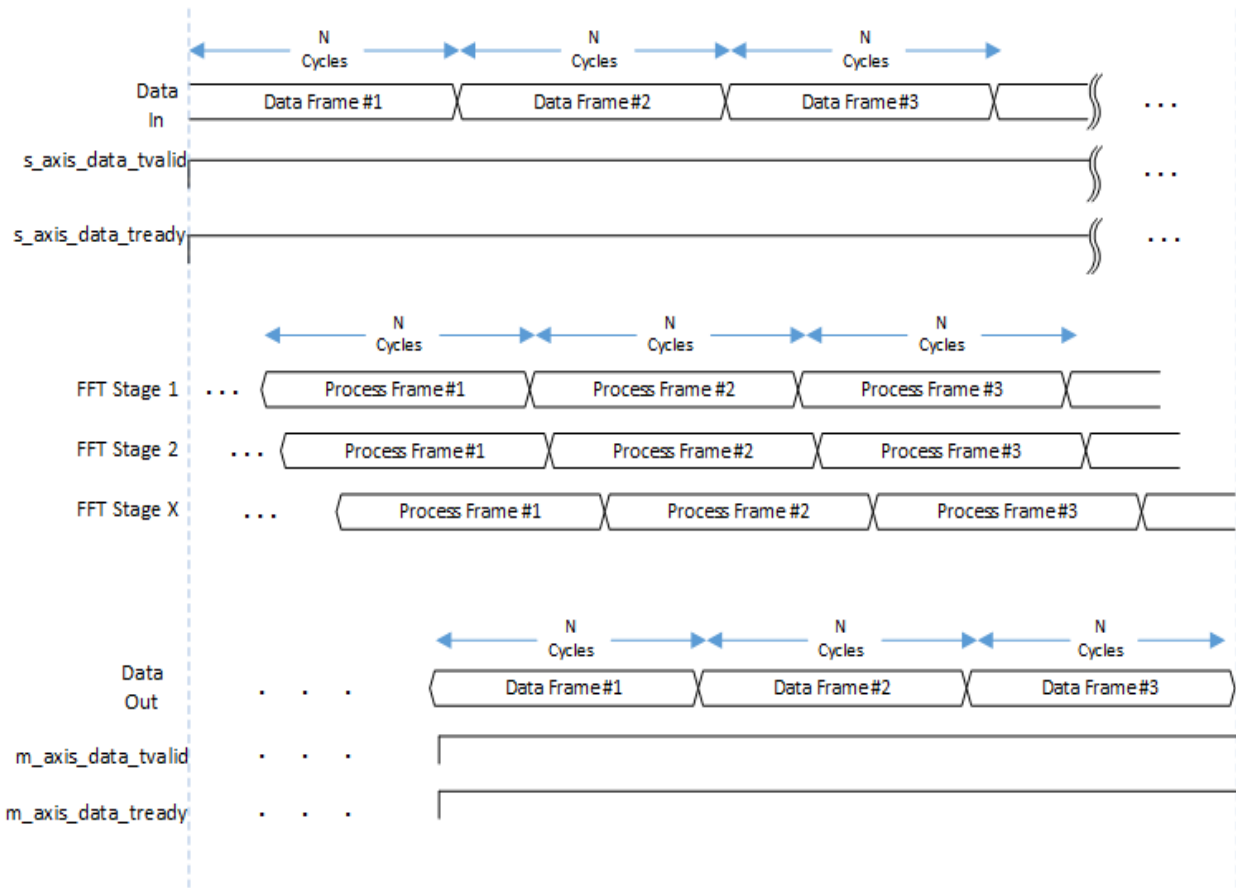 N N N
Cycles Cycles Cycles
Data
In
Data Frame #1 Data Frame #2 Data Frame #3 ...
s_axis_data_tvalid ...
s_axis_data_tready ...
N N N
Cycles Cycles Cycles
FFT Stage 1 ... Process Frame #1 Process Frame #2 Process Frame #3
FFT Stage 2 ... Process Frame #1 Process Frame #2 Process Frame #3
FFT Stage X ... Process Frame #1 Process Frame #2 Process Frame #3
N N N
Cycles Cycles Cycles
Data
Out
. . . Data Frame #1 Data Frame #2 Data Frame #3
m_axis_data_tvalid . . .
m_axis_data_tready . . .